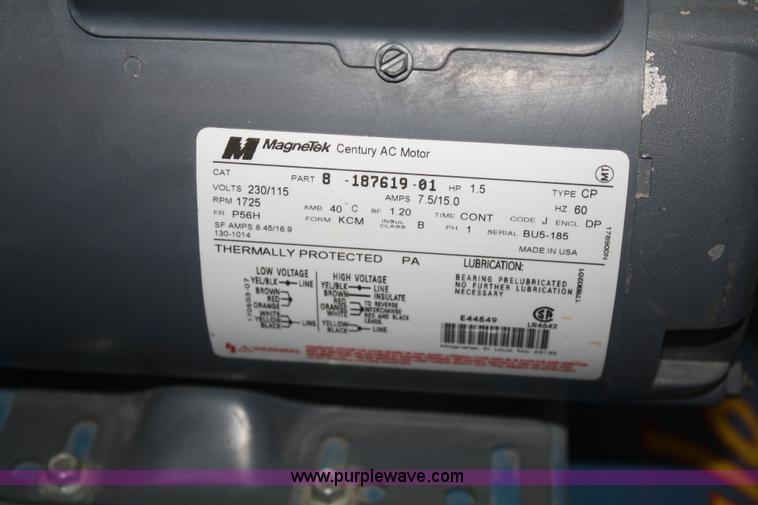 MagneTek Century AC Motor
MT
CAT PART 8-187619-01 HP 1.5 TYPE CP
VOLTS 230/115 AMPS 7.5/15.0 HZ 60
RPM 1725 AMB 40°C SF 1.20 TIME CONT CODE J ENCL DP
FR P56H FORM KCM INSUL CLASS B PH 1 SERIAL BU5-185
SF AMPS 8.45/16.9 MADE IN USA
130-1014
THERMALLY PROTECTED PA LUBRICATION:
BEARING PRELUBRICATED
NO FURTHER LUBRICATION
NECESSARY
LOW VOLTAGE
YEL/BLK LINE
BROWN
RED
ORANGE
WHITE
YELLOW LINE
BLACK
HIGH VOLTAGE
YEL/BLK LINE
BROWN INSULATE
RED TO REVERSE
ORANGE INTERCHANGE
WHITE RED AND BLACK
LEADS.
YELLOW LINE
BLACK
170603-07
E44549
LR4642
WARNING
www.purplewave.com